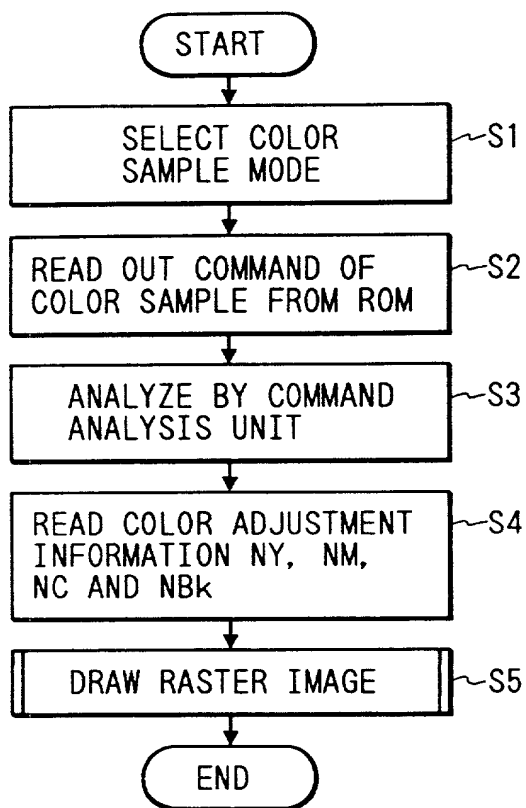 START
SELECT COLOR
SAMPLE MODE
S1
READ OUT COMMAND OF
COLOR SAMPLE FROM ROM
S2
ANALYZE BY COMMAND
ANALYSIS UNIT
S3
READ COLOR ADJUSTMENT
INFORMATION NY, NM,
NC AND NBk
S4
DRAW RASTER IMAGE
S5
END